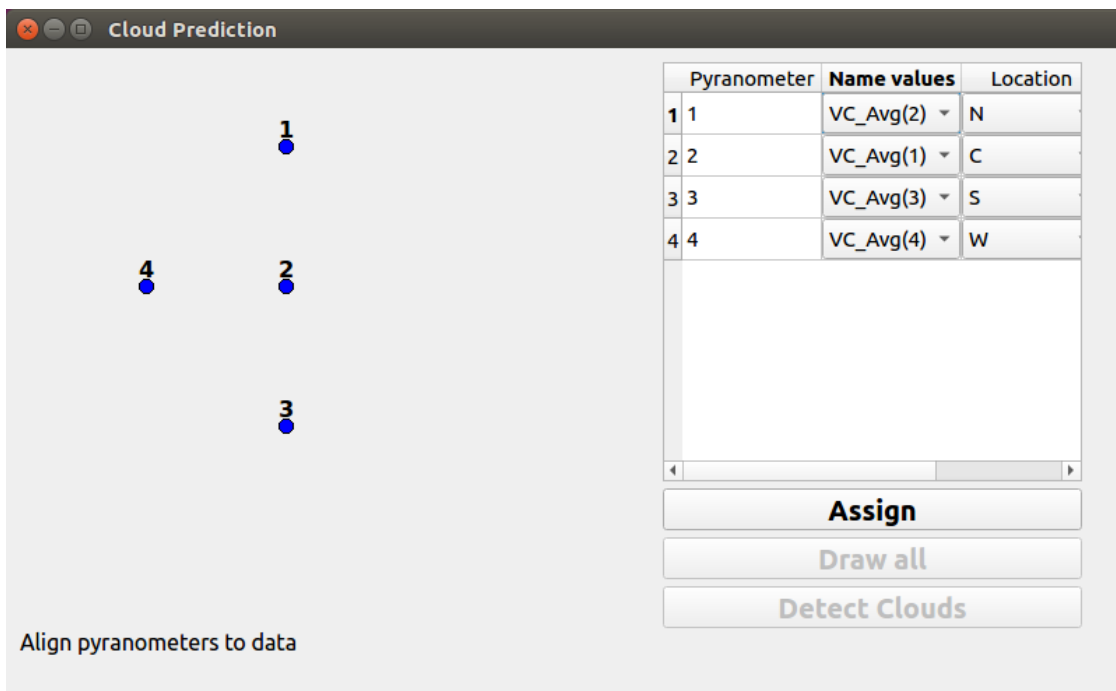 Cloud Prediction
1
4 2
3
Pyranometer Name values Location
1 1 VC_Avg(2) N
2 2 VC_Avg(1) C
3 3 VC_Avg(3) S
4 4 VC_Avg(4) W
Assign
Draw all
Detect Clouds
Align pyranometers to data